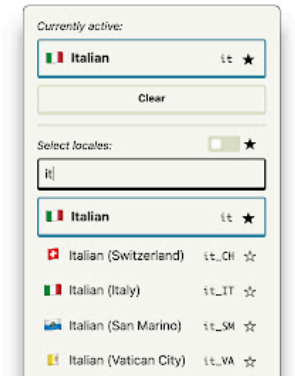 Currently active:
Italian it ★
Clear
Select locales: ★
it
Italian it ★
Italian (Switzerland) it_CH ☆
Italian (Italy) it_IT ☆
Italian (San Marino) it_SM ☆
Italian (Vatican City) it_VA ☆